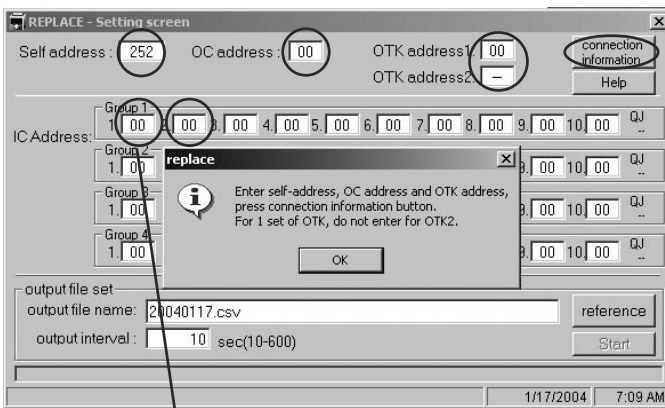 REPLACE - Setting screen
Self address : 252 OC address : 00 OTK address1. 00 connection information
OTK address2. – Help
IC Address:
Group 1
1. 00 2. 00 3. 00 4. 00 5. 00 6. 00 7. 00 8. 00 9. 00 10. 00 QJ --
Group 2
1. 00 9. 00 10. 00 QJ --
Group 3
1. 00 9. 00 10. 00 QJ --
Group 4
1. 00 9. 00 10. 00 QJ --
replace
Enter self-address, OC address and OTK address,
press connection information button.
For 1 set of OTK, do not enter for OTK2.
OK
output file set
output file name: 20040117.csv reference
output interval : 10 sec(10-600) Start
1/17/2004 7:09 AM